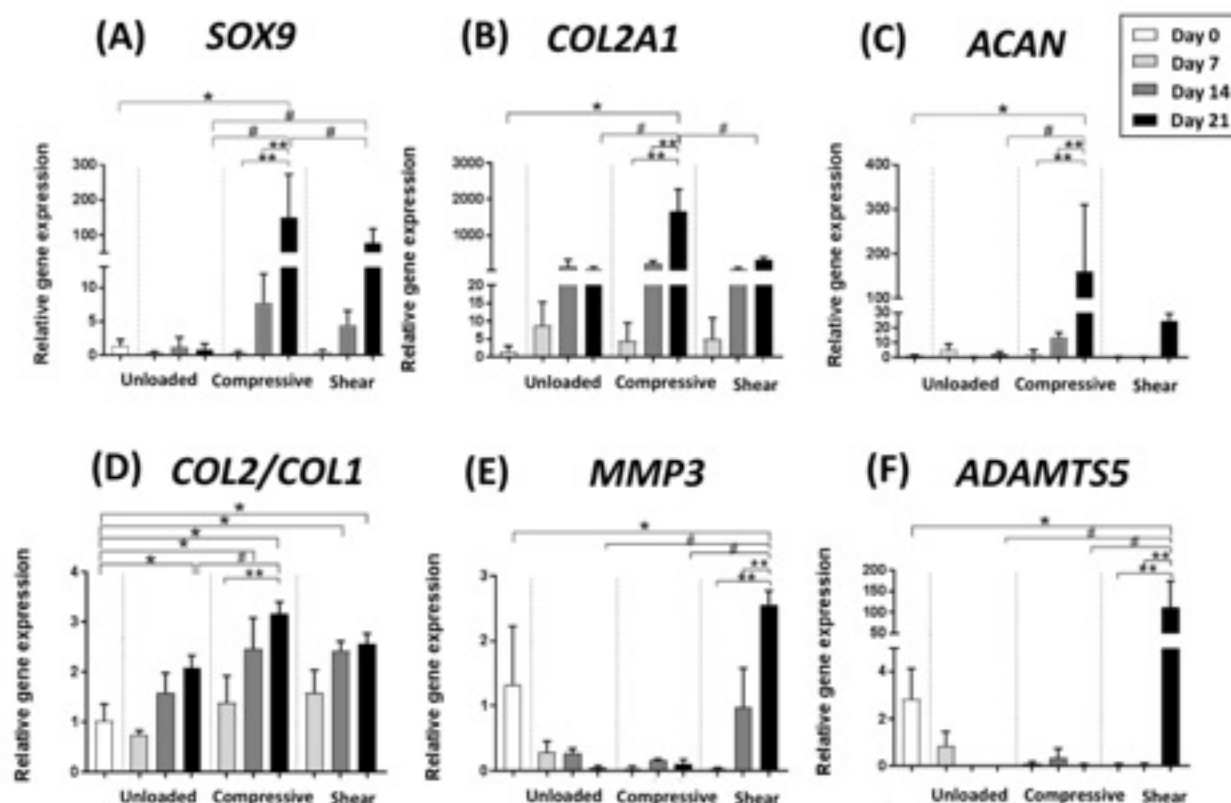 (A) SOX9
(B) COL2A1
(C) ACAN
Day 0
Day 7
Day 14
Day 21
* # # #
* # # ** **
* # ** **
Relative gene expression
300
200
100
10
5
0
Unloaded Compressive Shear
Relative gene expression
3000
2000
1000
20
15
10
5
0
Unloaded Compressive Shear
Relative gene expression
400
300
200
100
30
20
10
0
Unloaded Compressive Shear
(D) COL2/COL1
(E) MMP3
(F) ADAMTS5
* * * * * # **
* # # ** **
* # # ** **
Relative gene expression
4
3
2
1
0
Unloaded Compressive Shear
Relative gene expression
3
2
1
0
Unloaded Compressive Shear
Relative gene expression
200
150
100
50
4
2
0
Unloaded Compressive Shear